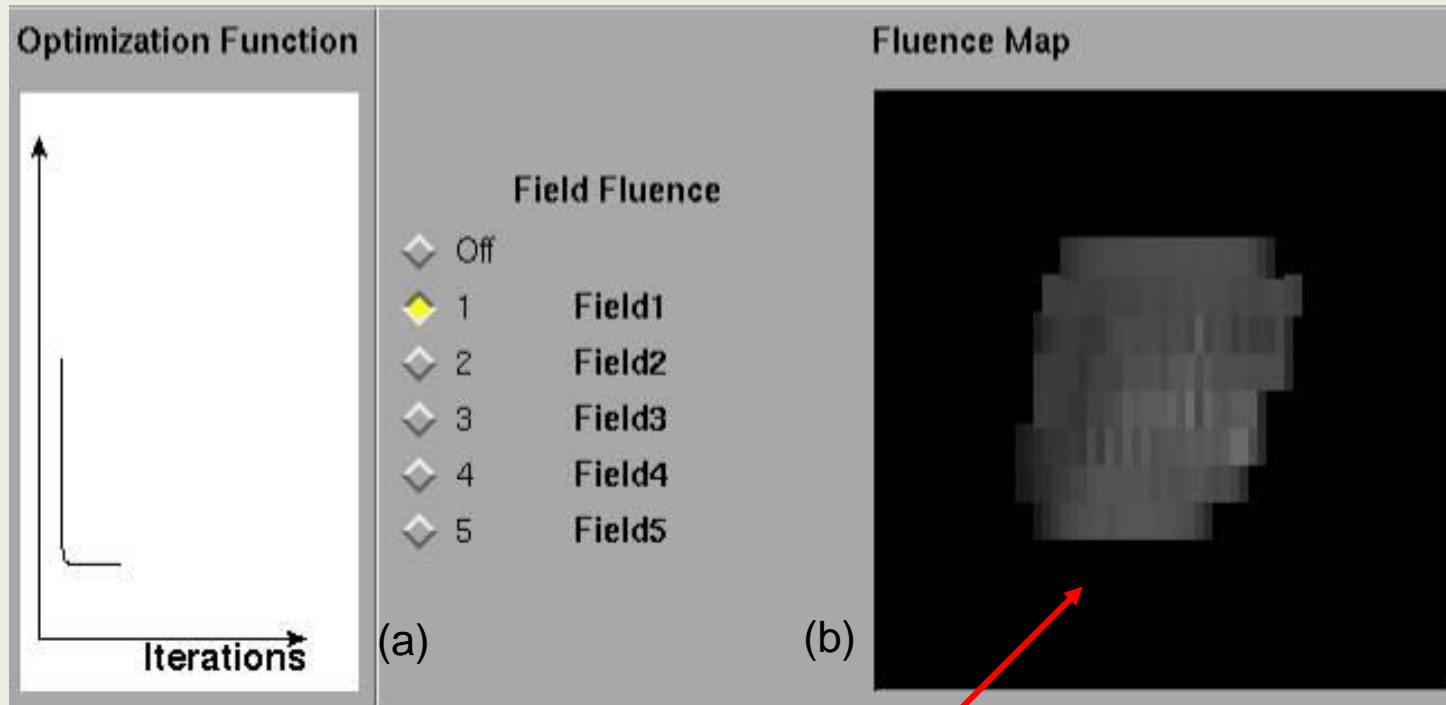 Optimization Function
Iterations
(a)
Field Fluence
Off
1 Field1
2 Field2
3 Field3
4 Field4
5 Field5
Fluence Map
(b)